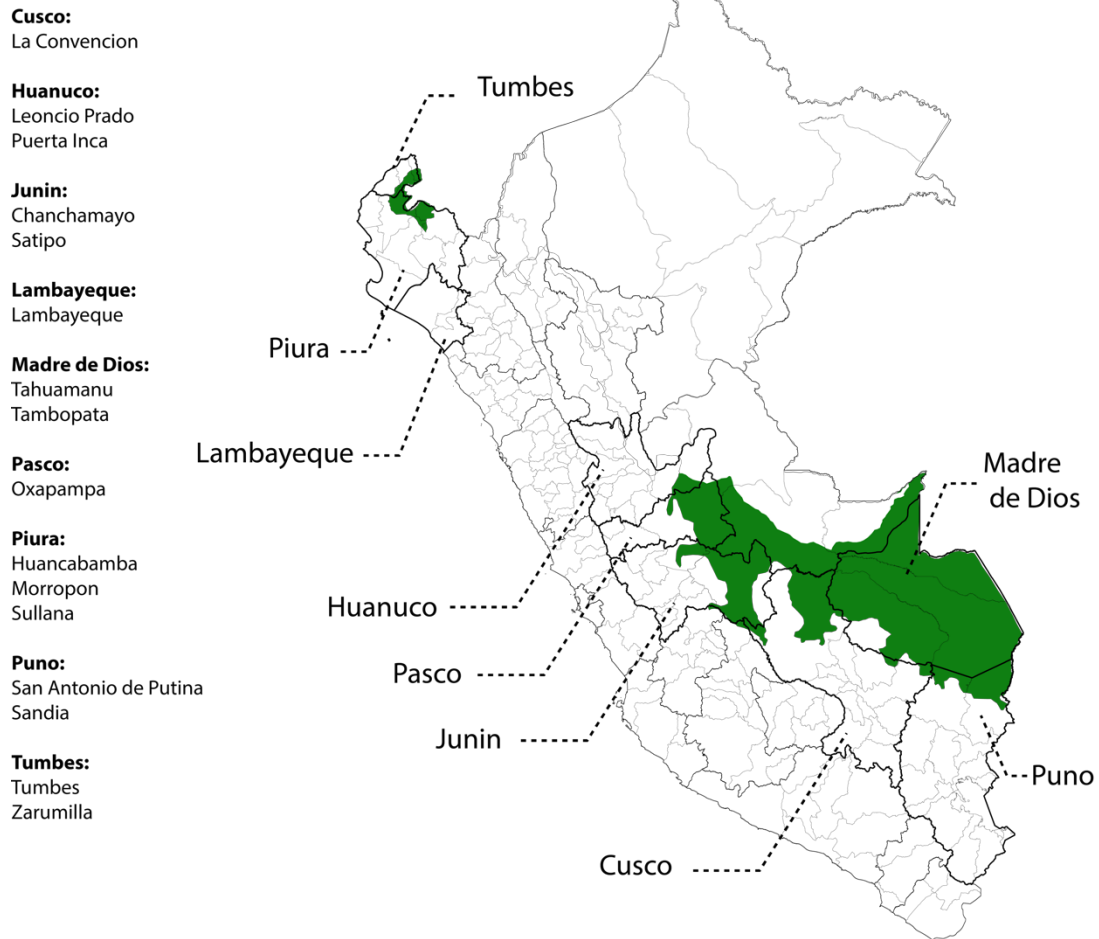 Cusco:
La Convencion
Huanuco:
Leoncio Prado
Puerta Inca
Junin:
Chanchamayo
Satipo
Lambayeque:
Lambayeque
Madre de Dios:
Tahuamanu
Tambopata
Pasco:
Oxapampa
Piura:
Huancabamba
Morropon
Sullana
Puno:
San Antonio de Putina
Sandia
Tumbes:
Tumbes
Zarumilla
Tumbes
Piura
Lambayeque
Madre
de Dios
Huanuco
Pasco
Junin
Puno
Cusco